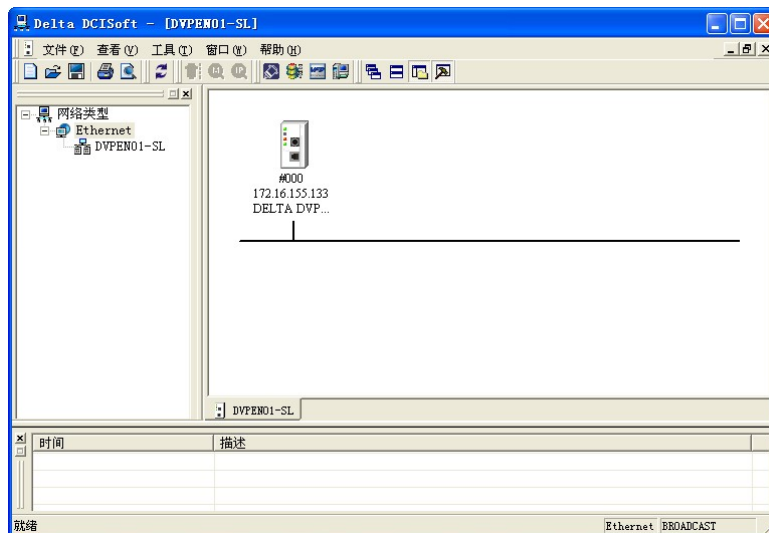 Delta DCISoft - [DVPEN01-SL]
文件(F) 查看(V) 工具(T) 窗口(W) 帮助(H)
网络类型
Ethernet
DVPEN01-SL
#000
172.16.155.133
DELTA DVP...
DVPEN01-SL
时间 描述
就绪 Ethernet BROADCAST